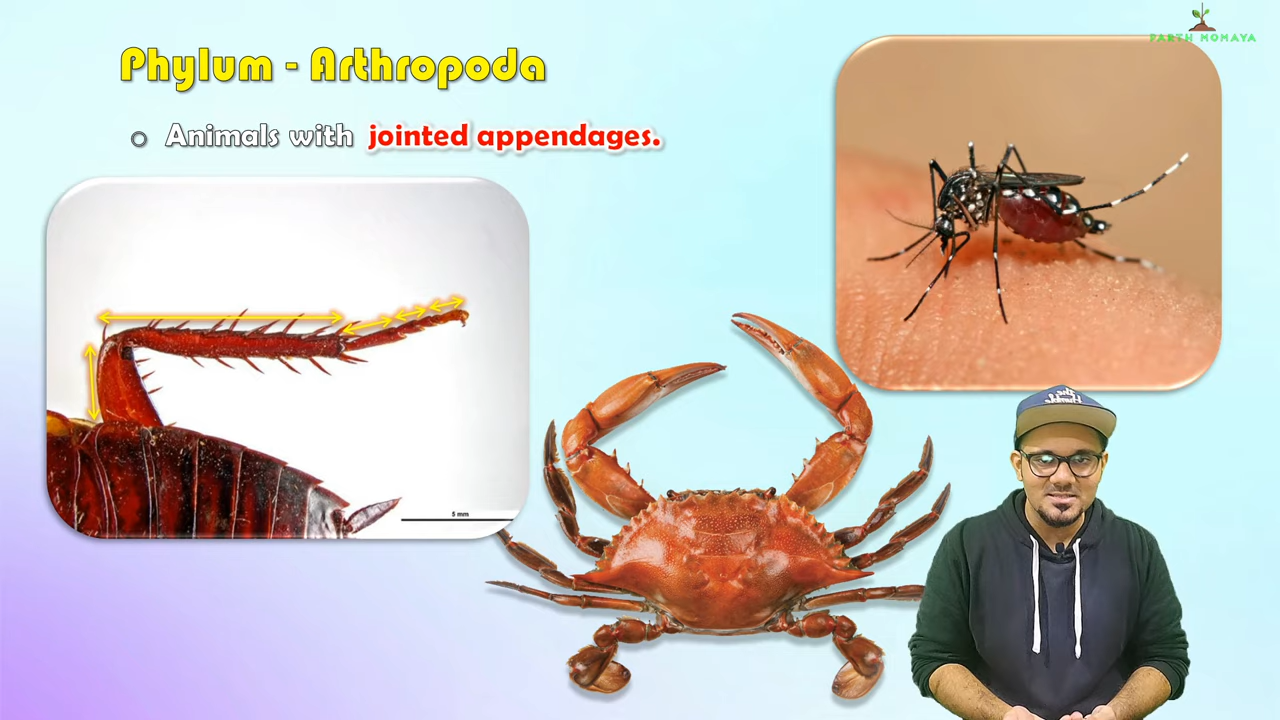 PARTH MOMAYA
Phylum - Arthropoda
Animals with jointed appendages.
5 mm